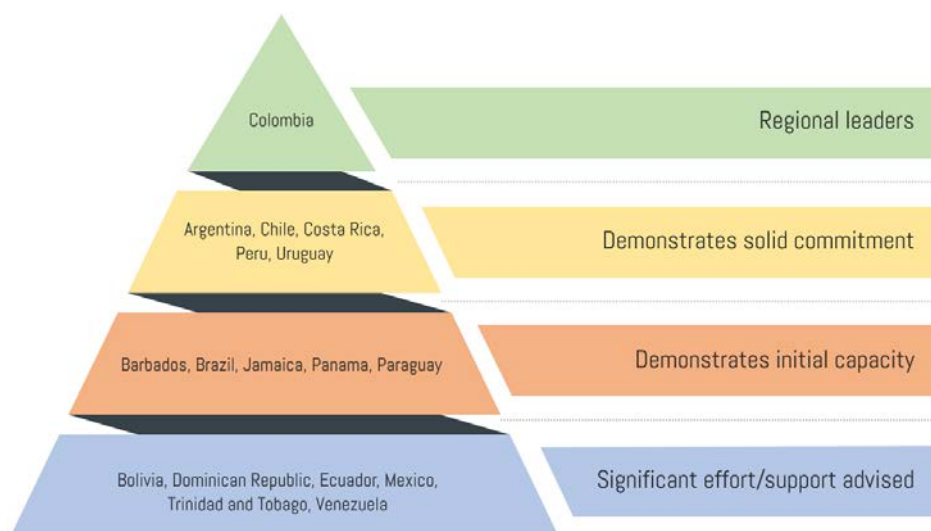 Colombia
Regional leaders
Argentina, Chile, Costa Rica,
Peru, Uruguay
Demonstrates solid commitment
Barbados, Brazil, Jamaica, Panama, Paraguay
Demonstrates initial capacity
Bolivia, Dominican Republic, Ecuador, Mexico,
Trinidad and Tobago, Venezuela
Significant effort/support advised